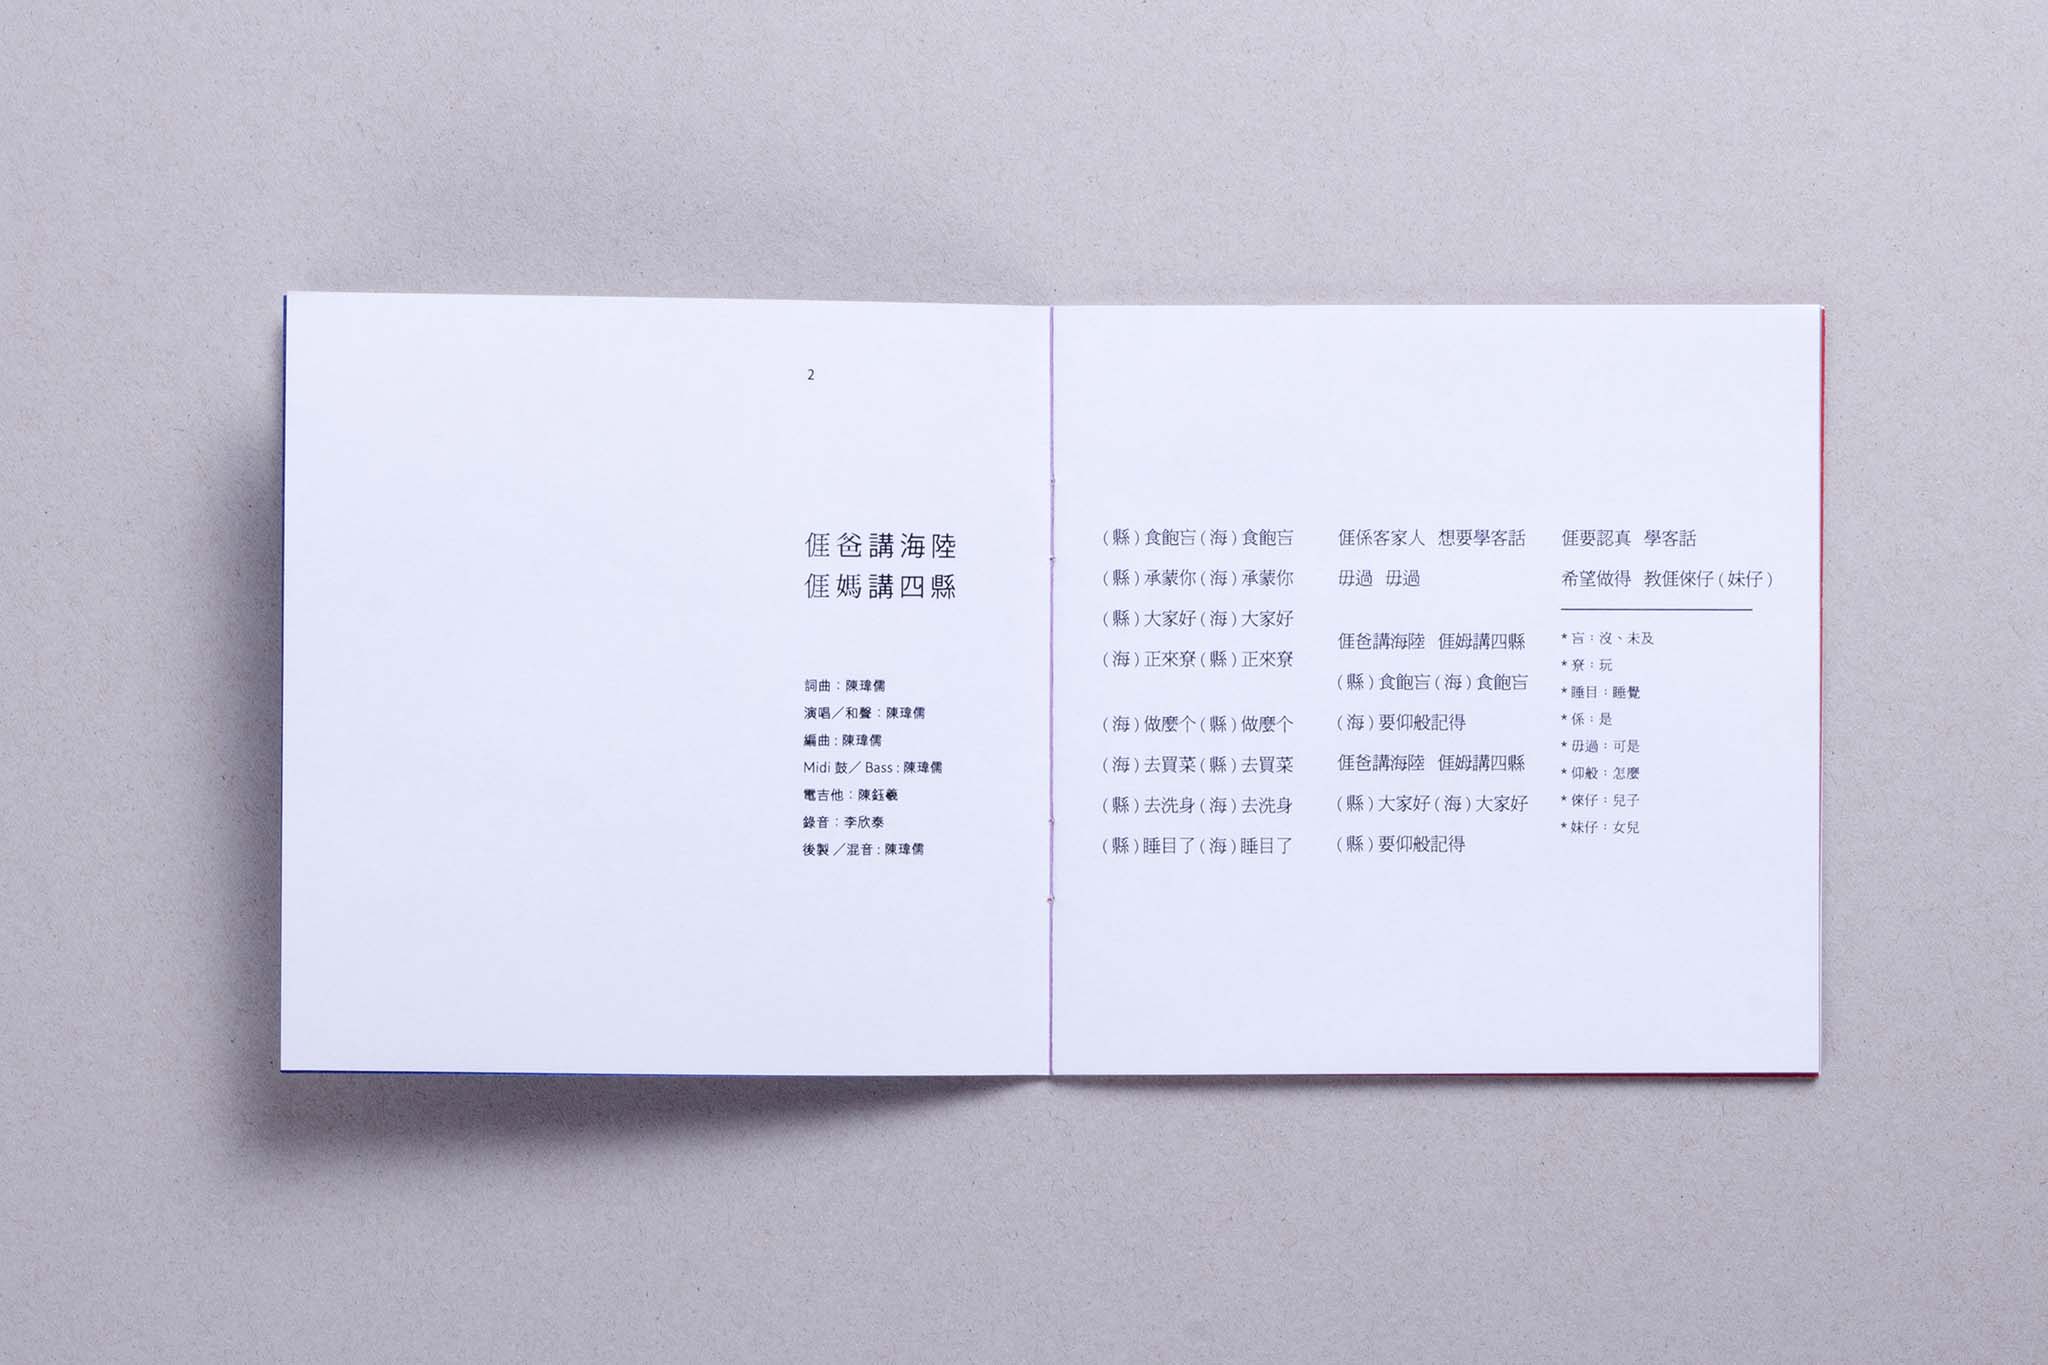 2
𠊎爸講海陸
𠊎媽講四縣
詞曲：陳瑋儒
演唱／和聲：陳瑋儒
編曲：陳瑋儒
Midi 鼓／ Bass：陳瑋儒
電吉他：陳鈺羲
錄音：李欣泰
後製／混音：陳瑋儒
（縣）食飽吂（海）食飽吂
（縣）承蒙你（海）承蒙你
（縣）大家好（海）大家好
（海）正來尞（縣）正來尞
（海）做麼个（縣）做麼个
（海）去買菜（縣）去買菜
（縣）去洗身（海）去洗身
（縣）睡目了（海）睡目了
𠊎係客家人 想要學客話
毋過 毋過
𠊎爸講海陸 𠊎姆講四縣
（縣）食飽吂（海）食飽吂
（海）要仰般記得
𠊎爸講海陸 𠊎姆講四縣
（縣）大家好（海）大家好
（縣）要仰般記得
𠊎要認真 學客話
希望做得 教𠊎倈仔（妹仔）
* 吂：沒、未及
* 尞：玩
* 睡目：睡覺
* 係：是
* 毋過：可是
* 仰般：怎麼
* 倈仔：兒子
* 妹仔：女兒